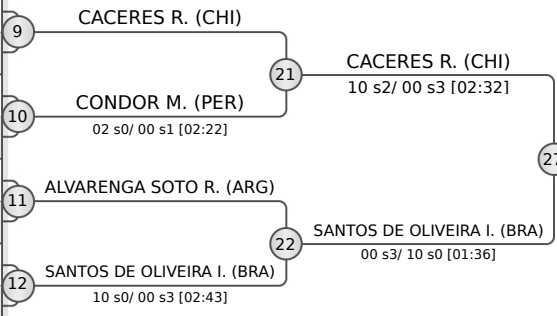 CACERES R. (CHI)
9
21
CACERES R. (CHI)
10 s2/ 00 s3 [02:32]
10
CONDOR M. (PER)
02 s0/ 00 s1 [02:22]
27
11
ALVARENGA SOTO R. (ARG)
22
SANTOS DE OLIVEIRA I. (BRA)
00 s3/ 10 s0 [01:36]
12
SANTOS DE OLIVEIRA I. (BRA)
10 s0/ 00 s3 [02:43]